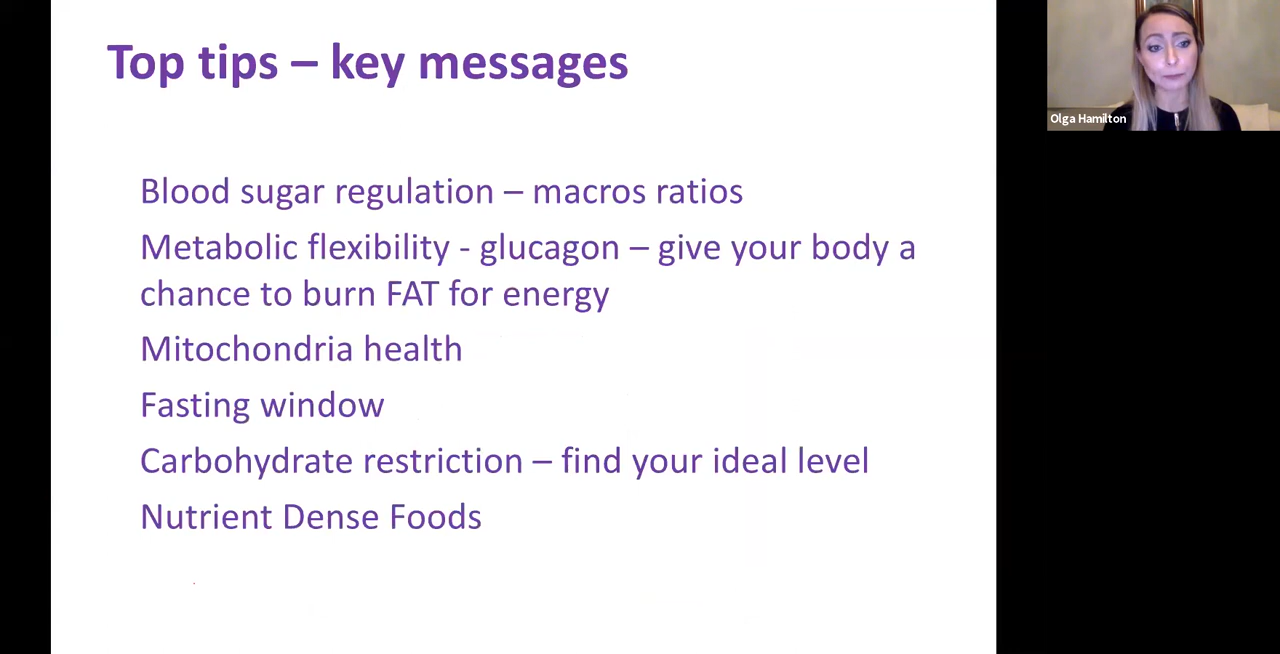 Top tips – key messages
Blood sugar regulation – macros ratios
Metabolic flexibility - glucagon – give your body a
chance to burn FAT for energy
Mitochondria health
Fasting window
Carbohydrate restriction – find your ideal level
Nutrient Dense Foods
Olga Hamilton